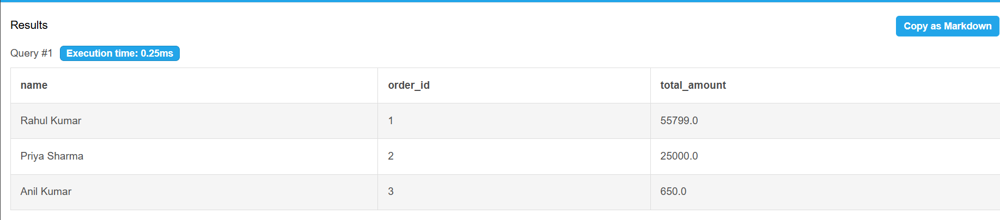 Results
Copy as Markdown
Query #1 Execution time: 0.25ms
name order_id total_amount
Rahul Kumar 1 55799.0
Priya Sharma 2 25000.0
Anil Kumar 3 650.0